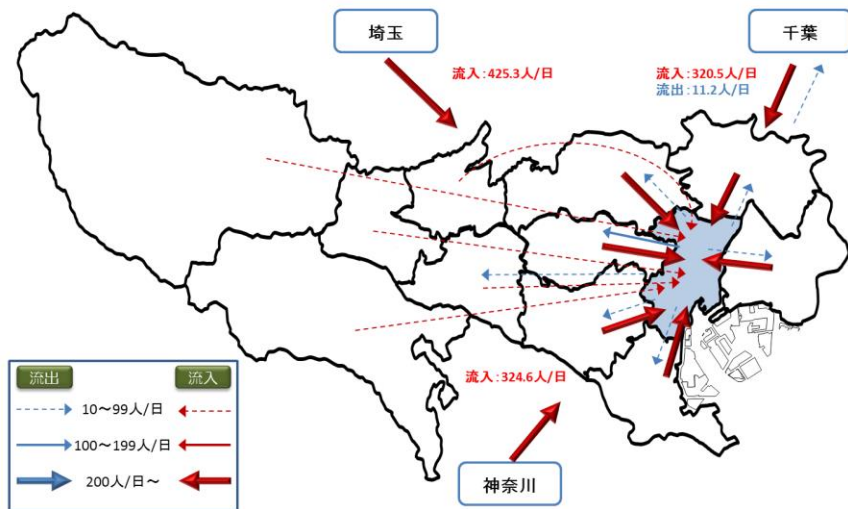 埼玉
千葉
流入：425.3人/日
流入：320.5人/日
流出：11.2人/日
流入：324.6人/日
神奈川
流出 流入
10～99人/日
100～199人/日
200人/日～